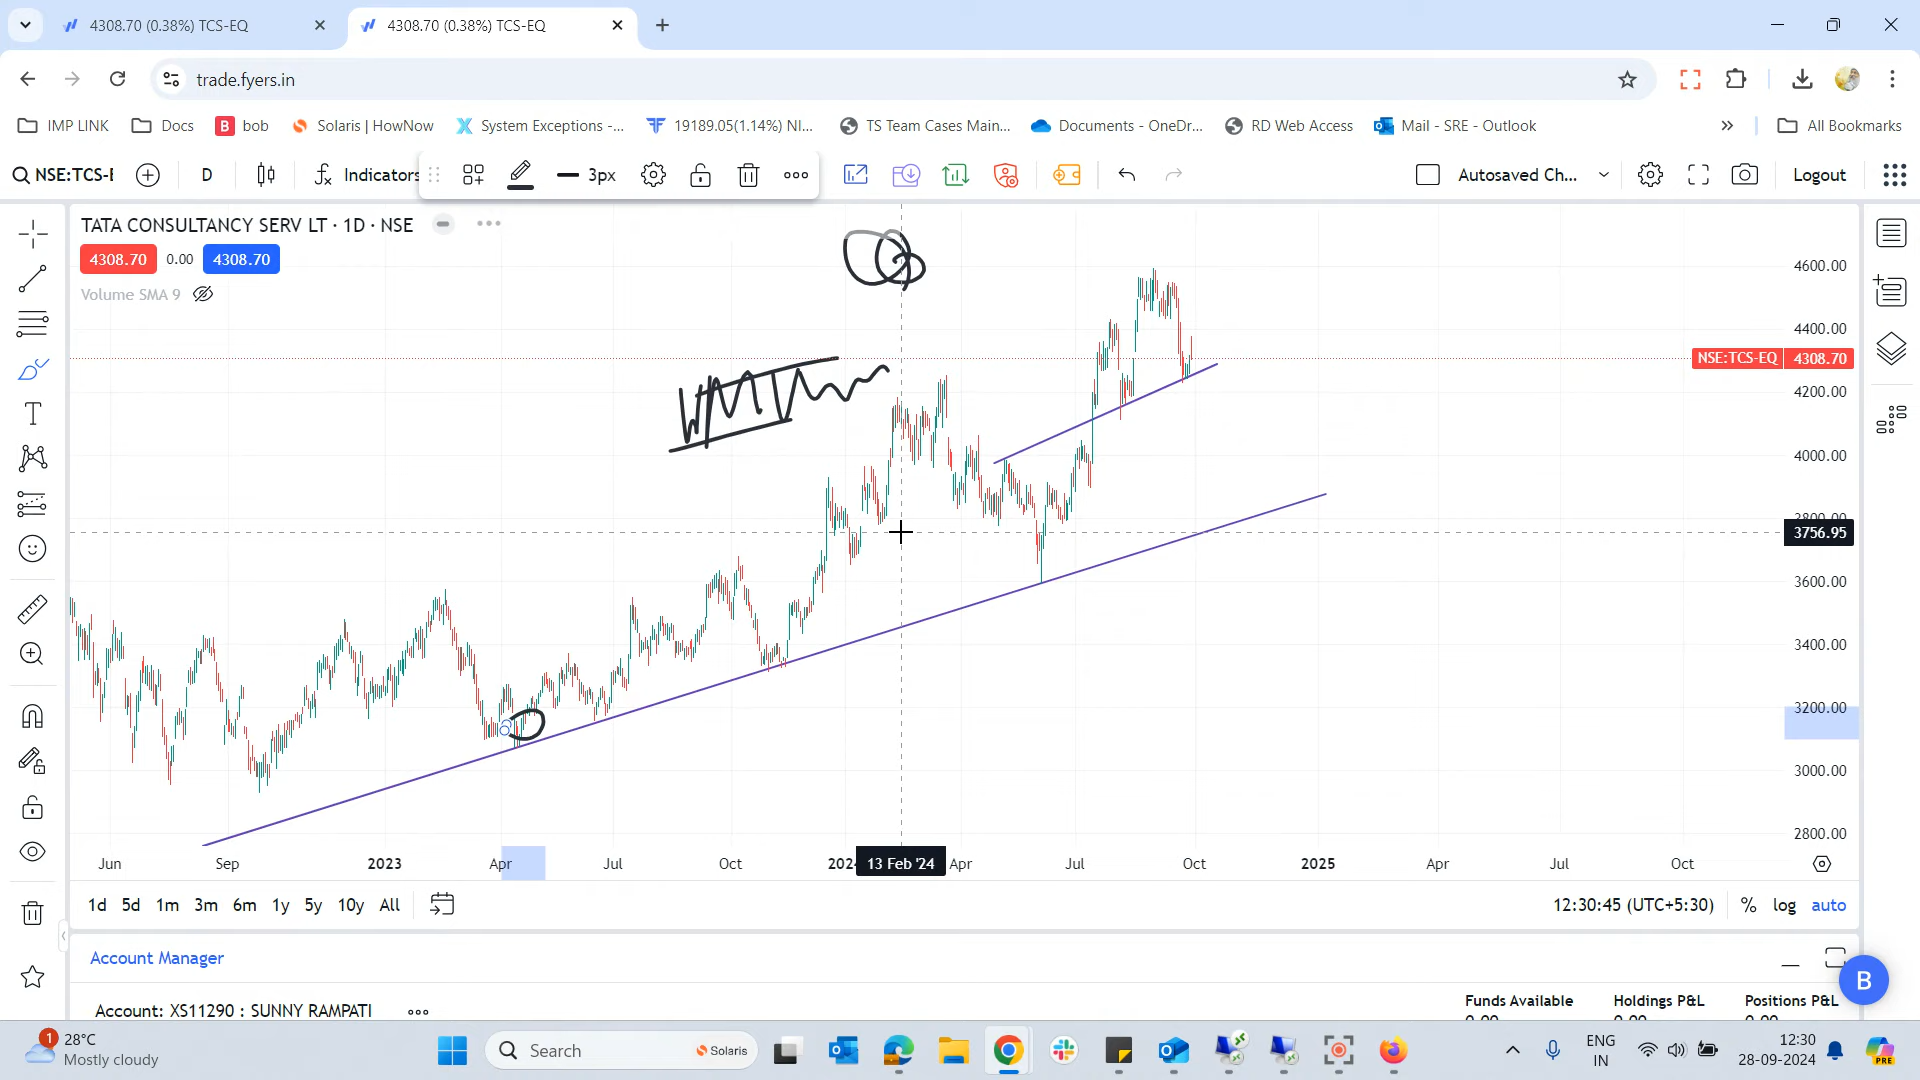 4308.70 (0.38%) TCS-EQ
4308.70 (0.38%) TCS-EQ
trade.fyers.in
IMP LINK
Docs
B bob
Solaris | HowNow
System Exceptions -...
19189.05(1.14%) NI...
TS Team Cases Main...
Documents - OneDr...
RD Web Access
Mail - SRE - Outlook
All Bookmarks
NSE:TCS-E
D
Indicators
3px
Autosaved Ch...
Logout
TATA CONSULTANCY SERV LT · 1D · NSE
4308.70
0.00
4308.70
Volume SMA 9
4600.00
4400.00
NSE:TCS-EQ 4308.70
4200.00
4000.00
3800.00
3756.95
3600.00
3400.00
3200.00
3000.00
2800.00
Jun
Sep
2023
Apr
Jul
Oct
2024
13 Feb '24
Apr
Jul
Oct
2025
Apr
Jul
Oct
1d
5d
1m
3m
6m
1y
5y
10y
All
12:30:45 (UTC+5:30)
%
log
auto
Account Manager
B
Account: XS11290 : SUNNY RAMPATI
Funds Available
Holdings P&L
Positions P&L
1
28°C
Mostly cloudy
Search
Solaris
ENG
IN
12:30
28-09-2024
PRE